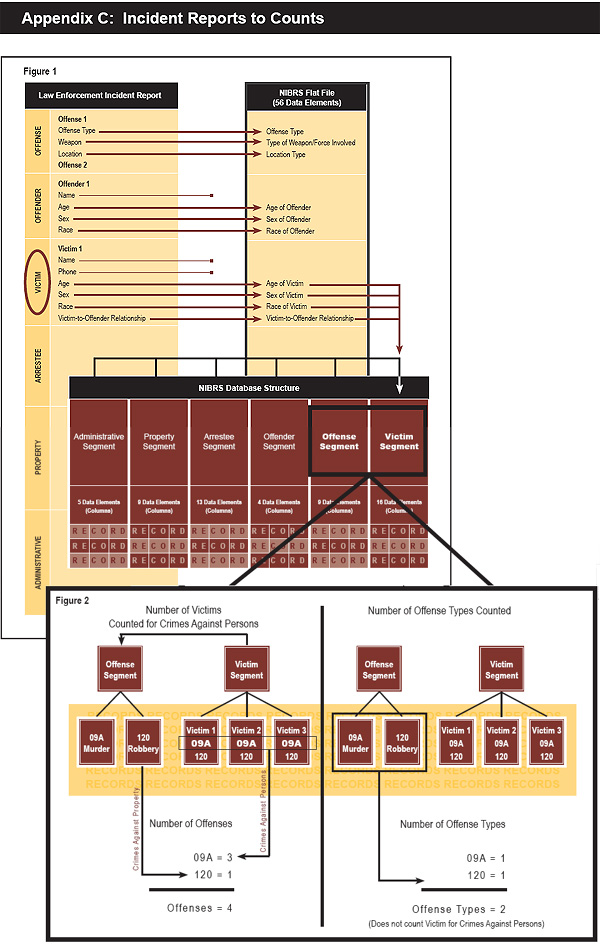 Appendix C: Incident Reports to Counts
Figure 1
Law Enforcement Incident Report
NIBRS Flat File
(56 Data Elements)
OFFENSE
Offense 1
Offense Type
Weapon
Location
Offense 2
Offense Type
Type of Weapon/Force Involved
Location Type
OFFENDER
Offender 1
Name
Age
Sex
Race
Age of Offender
Sex of Offender
Race of Offender
VICTIM
Victim 1
Name
Phone
Age
Sex
Race
Victim-to-Offender Relationship
Age of Victim
Sex of Victim
Race of Victim
Victim-to-Offender Relationship
ARRESTEE
PROPERTY
ADMINISTRATIVE
NIBRS Database Structure
Administrative
Segment
Property
Segment
Arrestee
Segment
Offender
Segment
Offense
Segment
Victim
Segment
5 Data Elements
(Columns)
9 Data Elements
(Columns)
13 Data Elements
(Columns)
4 Data Elements
(Columns)
9 Data Elements
(Columns)
16 Data Elements
(Columns)
RECORD RECORD RECORD RECORD RECORD RECORD
RECORD RECORD RECORD RECORD RECORD RECORD
RECORD RECORD RECORD RECORD RECORD RECORD
Figure 2
Number of Victims
Counted for Crimes Against Persons
Offense
Segment
Victim
Segment
09A
Murder
120
Robbery
Victim 1
09A
120
Victim 2
09A
120
Victim 3
09A
120
RECORDS RECORDS RECORDS RECORDS
Crimes Against Property
Crimes Against Persons
Number of Offenses
09A = 3
120 = 1
Offenses = 4
Number of Offense Types Counted
Offense
Segment
Victim
Segment
09A
Murder
120
Robbery
Victim 1
09A
120
Victim 2
09A
120
Victim 3
09A
120
RECORDS RECORDS RECORDS RECORDS
Number of Offense Types
09A = 1
120 = 1
Offense Types = 2
(Does not count Victim for Crimes Against Persons)